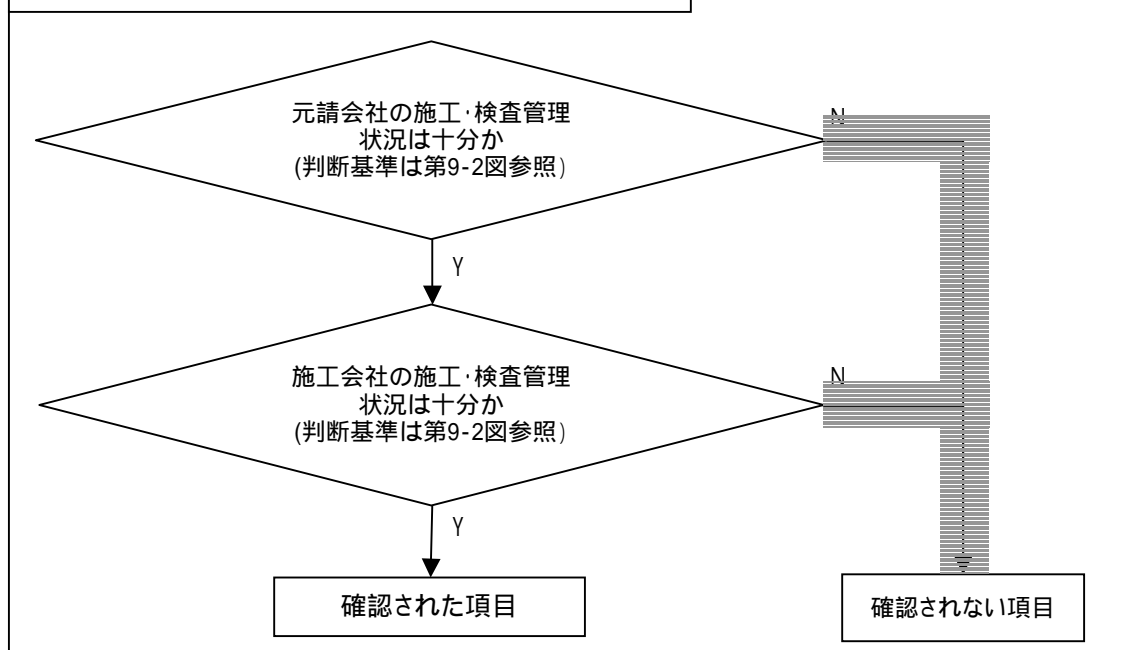 元請会社の施工・検査管理
状況は十分か
(判断基準は第9-2図参照)
N
Y
施工会社の施工・検査管理
状況は十分か
(判断基準は第9-2図参照)
N
Y
確認された項目
確認されない項目